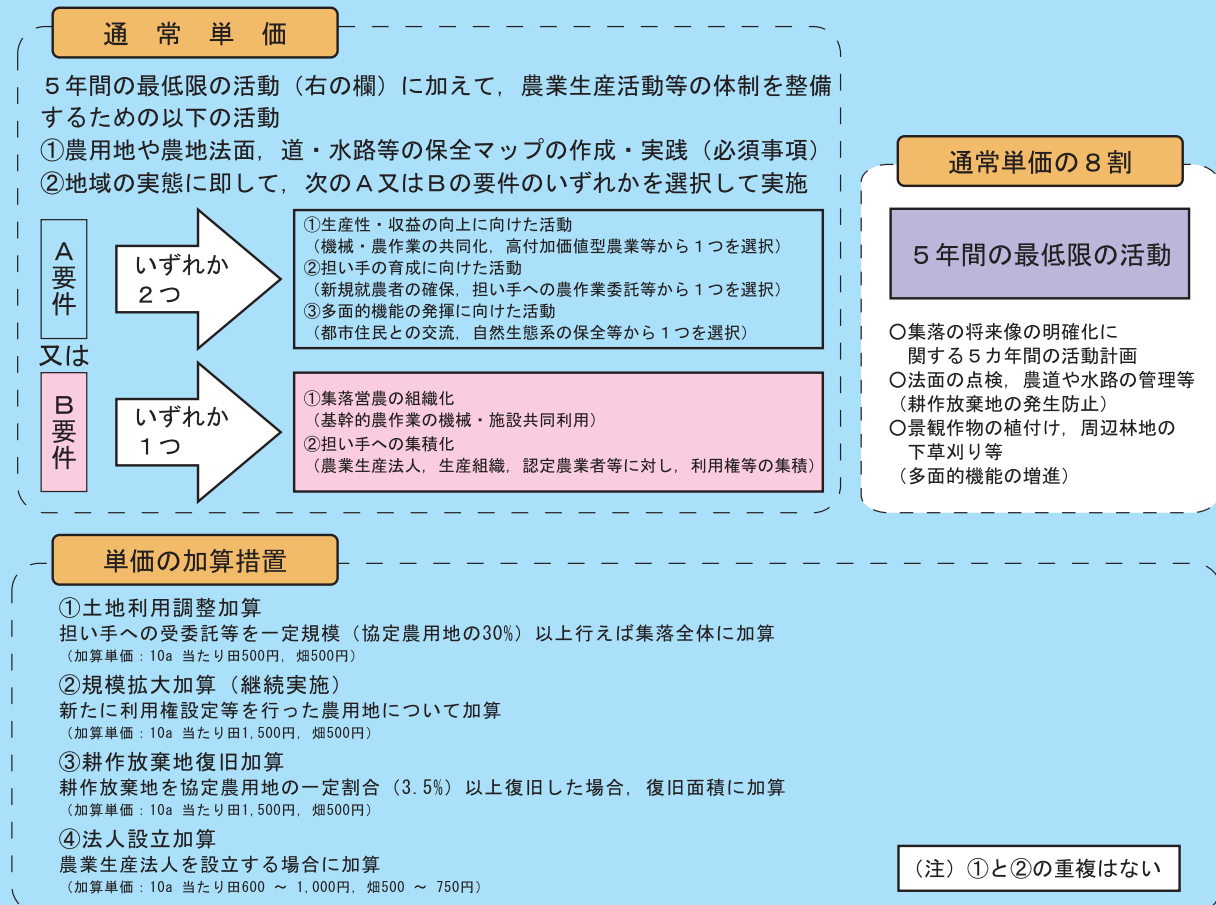 通常単価
５年間の最低限の活動（右の欄）に加えて，農業生産活動等の体制を整備
するための以下の活動
①農用地や農地法面，道・水路等の保全マップの作成・実践（必須事項）
②地域の実態に即して，次のＡ又はＢの要件のいずれかを選択して実施
Ａ要件
いずれか
２つ
①生産性・収益の向上に向けた活動
（機械・農作業の共同化，高付加価値型農業等から１つを選択）
②担い手の育成に向けた活動
（新規就農者の確保，担い手への農作業委託等から１つを選択）
③多面的機能の発揮に向けた活動
（都市住民との交流，自然生態系の保全等から１つを選択）
又は
Ｂ要件
いずれか
１つ
①集落営農の組織化
（基幹的農作業の機械・施設共同利用）
②担い手への集積化
（農業生産法人，生産組織，認定農業者等に対し，利用権等の集積）
通常単価の８割
５年間の最低限の活動
○集落の将来像の明確化に
関する５カ年間の活動計画
○法面の点検，農道や水路の管理等
（耕作放棄地の発生防止）
○景観作物の植付け，周辺林地の
下草刈り等
（多面的機能の増進）
単価の加算措置
①土地利用調整加算
担い手への受委託等を一定規模（協定農用地の30%）以上行えば集落全体に加算
（加算単価：10a 当たり田500円，畑500円）
②規模拡大加算（継続実施）
新たに利用権設定等を行った農用地について加算
（加算単価：10a 当たり田1,500円，畑500円）
③耕作放棄地復旧加算
耕作放棄地を協定農用地の一定割合（3.5%）以上復旧した場合，復旧面積に加算
（加算単価：10a 当たり田1,500円，畑500円）
④法人設立加算
農業生産法人を設立する場合に加算
（加算単価：10a 当たり田600 ～ 1,000円，畑500 ～ 750円）
（注）①と②の重複はない